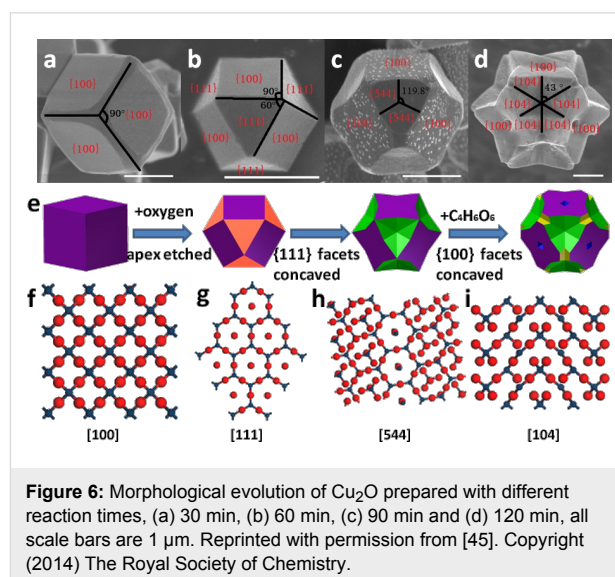 a
{100}
{100}
{100}
90°
b
{100}
{111}
{111}
90°
60°
{111}
{100}
{100}
{111}
c
{100}
{544}
119.8°
{544}
{100}
d
{100}
{104}
43 °
{104}
{104}
{104}
{100}
{104}
{104}
{100}
e
+oxygen
apex etched
{111} facets
concaved
+C₄H₆O₆
{100} facets
concaved
f
g
h
i
[100]
[111]
[544]
[104]
Figure 6: Morphological evolution of Cu₂O prepared with different
reaction times, (a) 30 min, (b) 60 min, (c) 90 min and (d) 120 min, all
scale bars are 1 µm. Reprinted with permission from [45]. Copyright
(2014) The Royal Society of Chemistry.